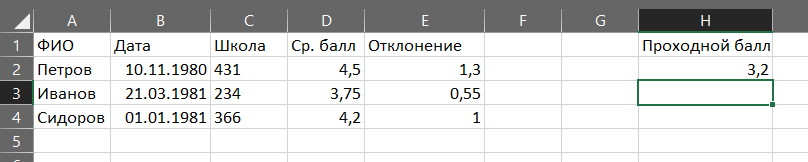 A B C D E F G H
1 ФИО Дата Школа Ср. балл Отклонение Проходной балл
2 Петров 10.11.1980 431 4,5 1,3 3,2
3 Иванов 21.03.1981 234 3,75 0,55
4 Сидоров 01.01.1981 366 4,2 1
5